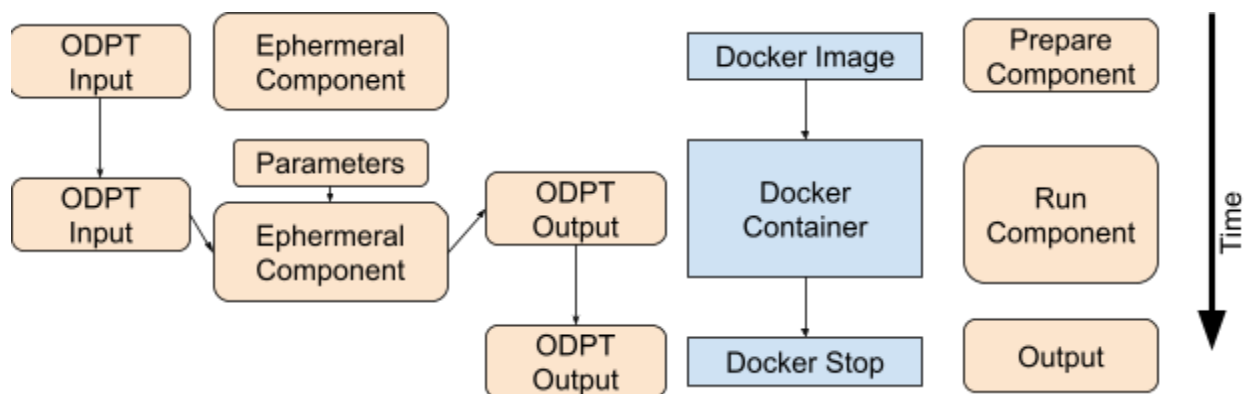 ODPT
Input
Ephermeral
Component
Docker Image
Prepare
Component
Parameters
ODPT
Input
Ephermeral
Component
ODPT
Output
Docker
Container
Run
Component
Time
ODPT
Output
Docker Stop
Output